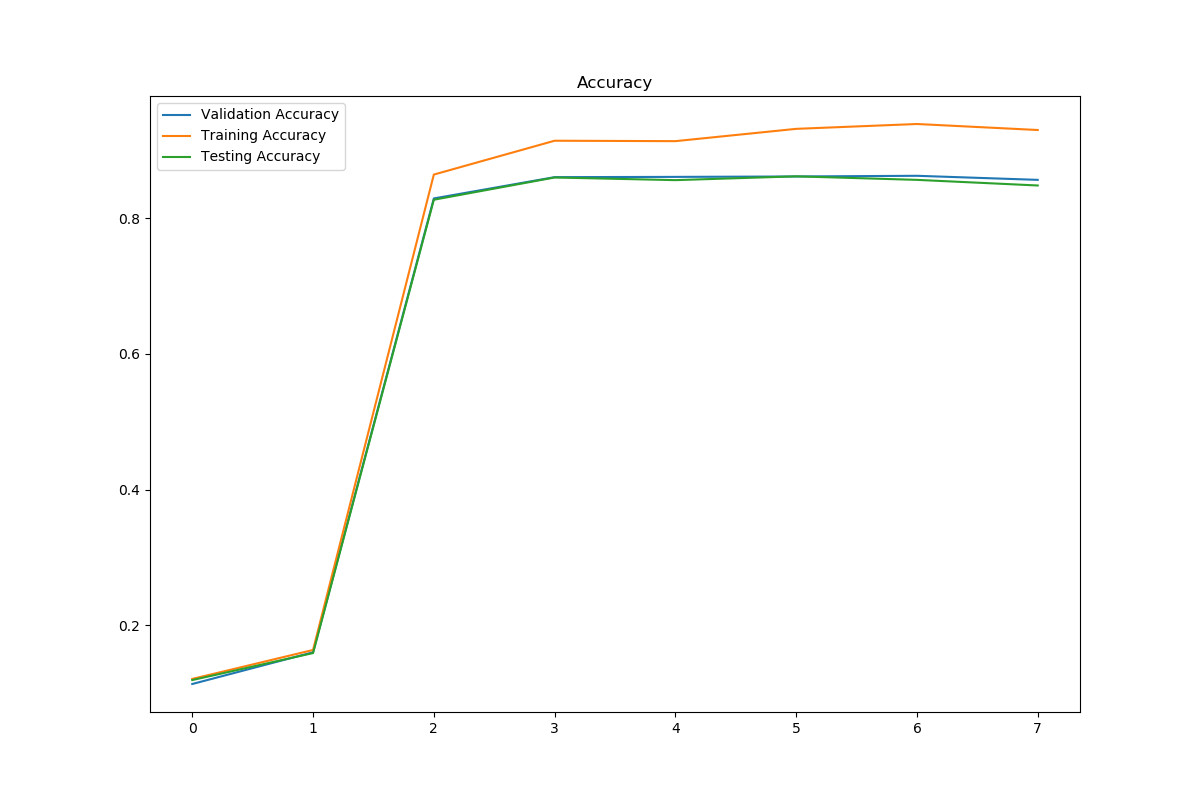 Accuracy
Validation Accuracy
Training Accuracy
Testing Accuracy
0.8
0.6
0.4
0.2
0 1 2 3 4 5 6 7